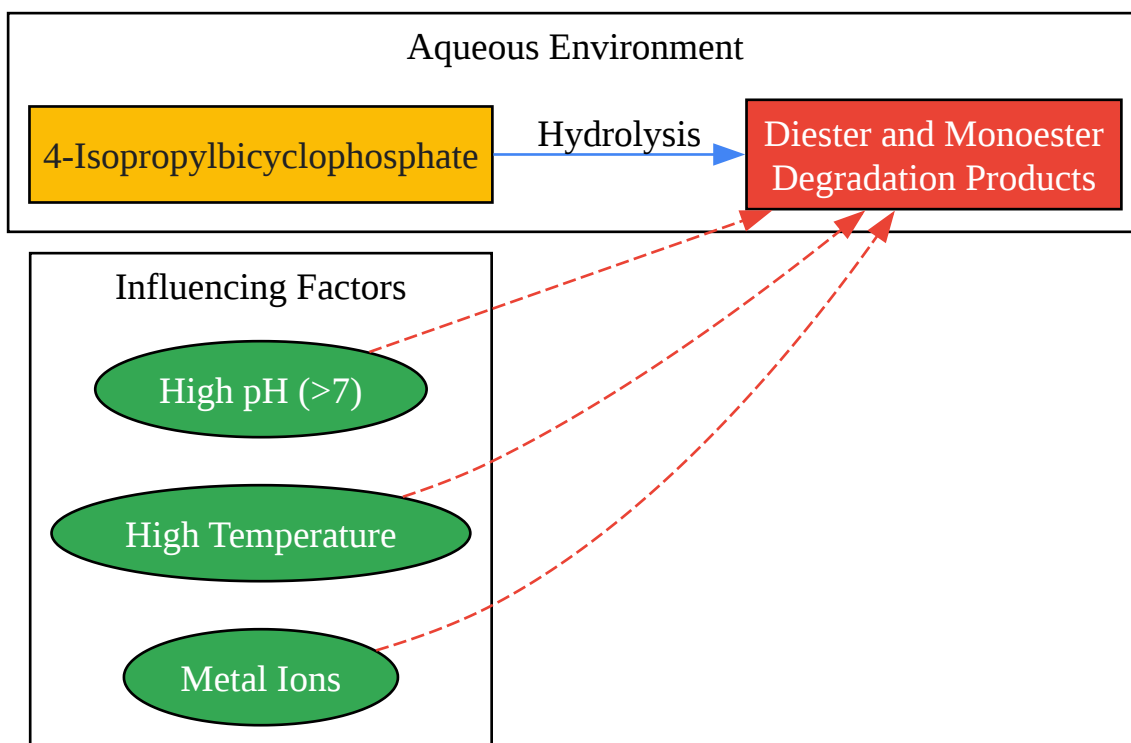 Aqueous Environment
4-Isopropylbicyclophosphate
Hydrolysis
Diester and Monoester
Degradation Products
Influencing Factors
High pH (>7)
High Temperature
Metal Ions